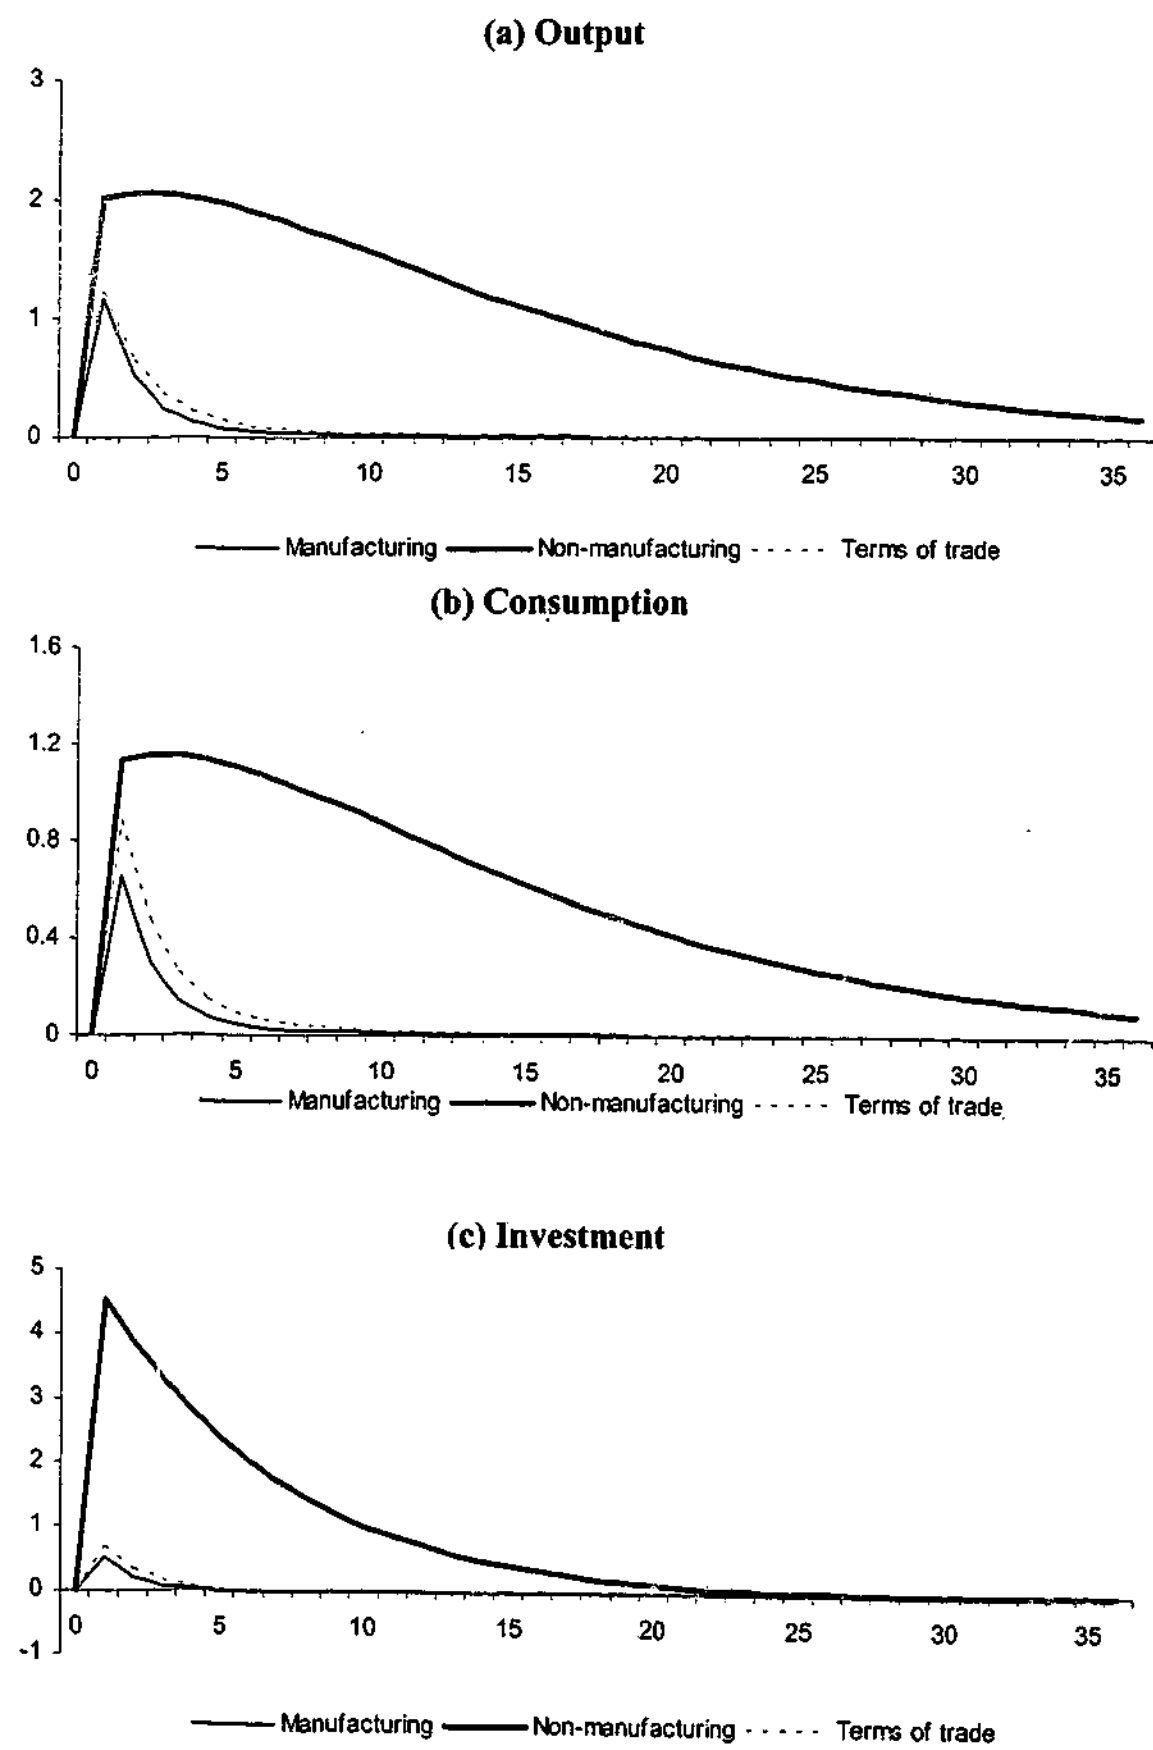 (a) Output
3
2
1
0
0 5 10 15 20 25 30 35
Manufacturing Non-manufacturing Terms of trade
(b) Consumption
1.6
1.2
0.8
0.4
0
0 5 10 15 20 25 30 35
Manufacturing Non-manufacturing Terms of trade
(c) Investment
5
4
3
2
1
0
-1
0 5 10 15 20 25 30 35
Manufacturing Non-manufacturing Terms of trade